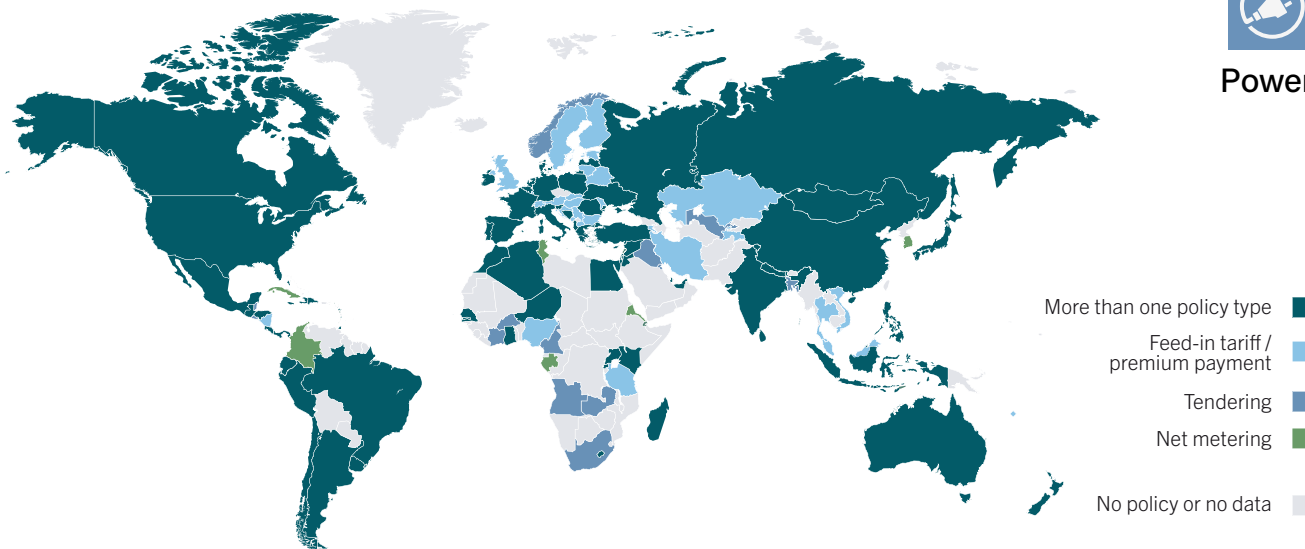 Power
More than one policy type
Feed-in tariff /
premium payment
Tendering
Net metering
No policy or no data